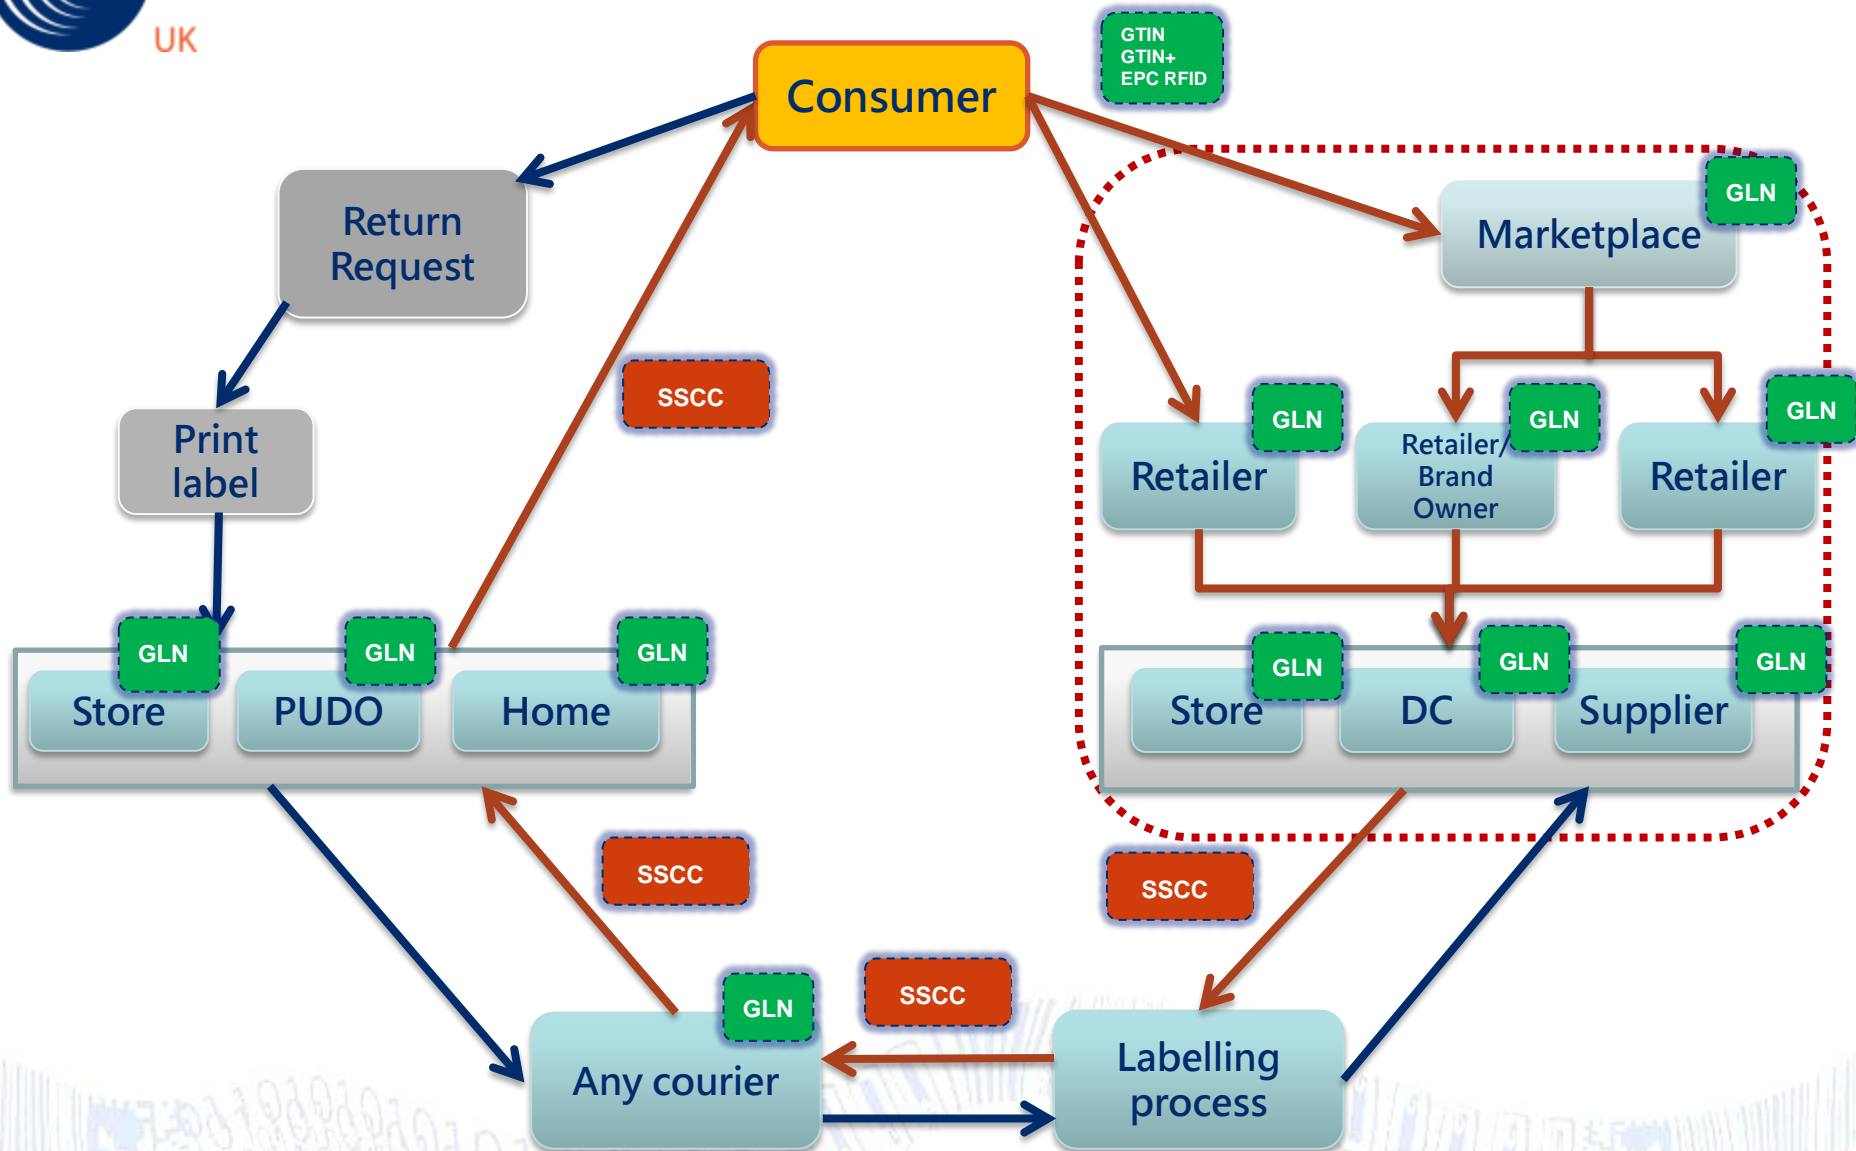 UK
GTIN
GTIN+
EPC RFID
Consumer
GLN
Marketplace
Return
Request
SSCC
GLN
GLN
GLN
Retailer
Retailer/
Brand
Owner
Retailer
Print
label
GLN
GLN
GLN
Store
PUDO
Home
GLN
GLN
GLN
Store
DC
Supplier
SSCC
SSCC
SSCC
GLN
Any courier
Labelling
process